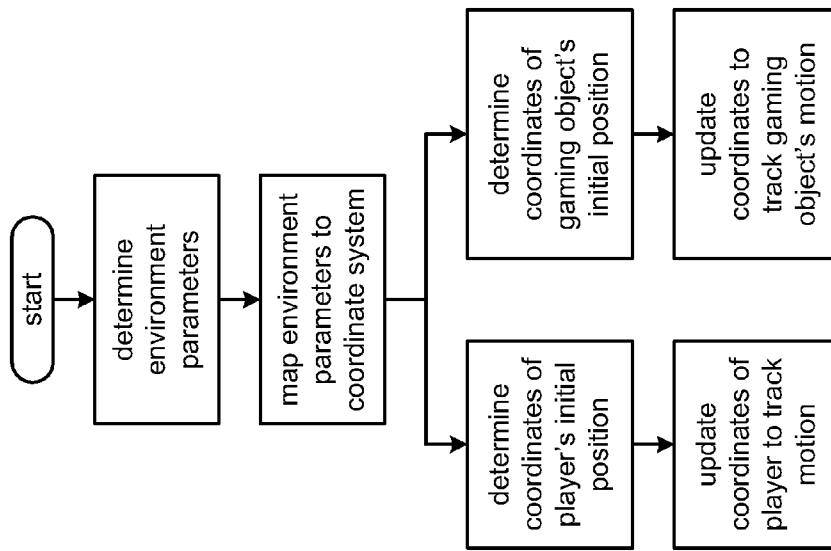 start
determine
environment
parameters
map environment
parameters to
coordinate system
determine
coordinates of
player's initial
position
update
coordinates of
player to track
motion
determine
coordinates of
gaming object's
initial position
update
coordinates to
track gaming
object's motion